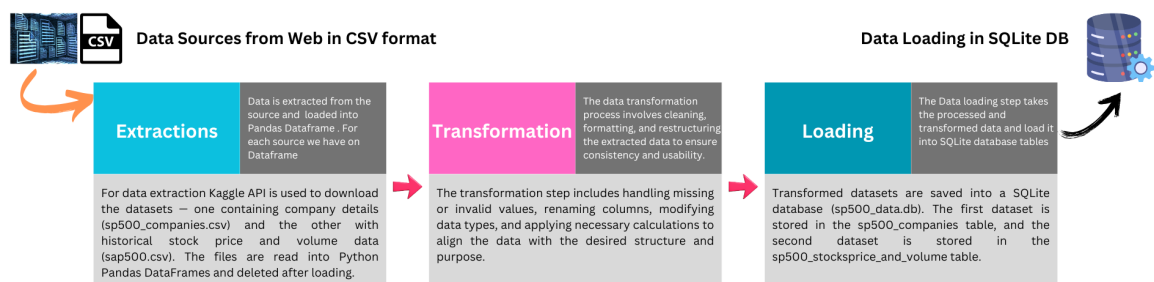 CSV
Data Sources from Web in CSV format
Data Loading in SQLite DB
Extractions
Data is extracted from the
source and loaded into
Pandas Dataframe . For
each source we have on
Dataframe
For data extraction Kaggle API is used to download
the datasets — one containing company details
(sp500_companies.csv) and the other with
historical stock price and volume data
(sap500.csv). The files are read into Python
Pandas DataFrames and deleted after loading.
Transformation
The data transformation
process involves cleaning,
formatting, and restructuring
the extracted data to ensure
consistency and usability.
The transformation step includes handling missing
or invalid values, renaming columns, modifying
data types, and applying necessary calculations to
align the data with the desired structure and
purpose.
Loading
The Data loading step takes
the processed and
transformed data and load it
into SQLite database tables
Transformed datasets are saved into a SQLite
database (sp500_data.db). The first dataset is
stored in the sp500_companies table, and the
second dataset is stored in the
sp500_stocksprice_and_volume table.